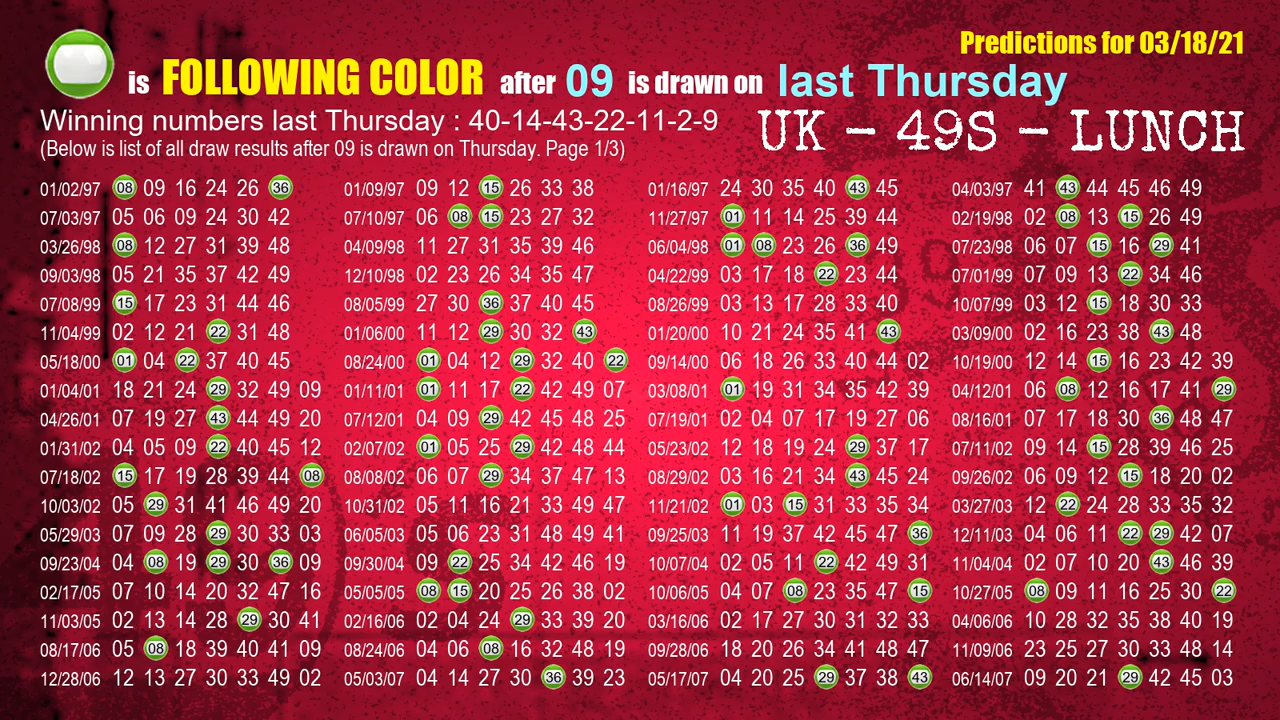 Predictions for 03/18/21
is FOLLOWING COLOR after 09 is drawn on last Thursday
Winning numbers last Thursday : 40-14-43-22-11-2-9
UK - 49S - LUNCH
(Below is list of all draw results after 09 is drawn on Thursday. Page 1/3)
01/02/97 08 09 16 24 26 36 01/09/97 09 12 15 26 33 38 01/16/97 24 30 35 40 43 45 04/03/97 41 43 44 45 46 49
07/03/97 05 06 09 24 30 42 07/10/97 06 08 15 23 27 32 11/27/97 01 11 14 25 39 44 02/19/98 02 08 13 15 26 49
03/26/98 08 12 27 31 39 48 04/09/98 11 27 31 35 39 46 06/04/98 01 08 23 26 36 49 07/23/98 06 07 15 16 29 41
09/03/98 05 21 35 37 42 49 12/10/98 02 23 26 34 35 47 04/22/99 03 17 18 22 23 44 07/01/99 07 09 13 22 34 46
07/08/99 15 17 23 31 44 46 08/05/99 27 30 36 37 40 45 08/26/99 03 13 17 28 33 40 10/07/99 03 12 15 18 30 33
11/04/99 02 12 21 22 31 48 01/06/00 11 12 29 30 32 43 01/20/00 10 21 24 35 41 43 03/09/00 02 16 23 38 43 48
05/18/00 01 04 22 37 40 45 08/24/00 01 04 12 29 32 40 22 09/14/00 06 18 26 33 40 44 02 10/19/00 12 14 15 16 23 42 39
01/04/01 18 21 24 29 32 49 09 01/11/01 01 11 17 22 42 49 07 03/08/01 01 19 31 34 35 42 39 04/12/01 06 08 12 16 17 41 29
04/26/01 07 19 27 43 44 49 20 07/12/01 04 09 29 42 45 48 25 07/19/01 02 04 07 17 19 27 06 08/16/01 07 17 18 30 36 48 47
01/31/02 04 05 09 22 40 45 12 02/07/02 01 05 25 29 42 48 44 05/23/02 12 18 19 24 29 37 17 07/11/02 09 14 15 28 39 46 25
07/18/02 15 17 19 28 39 44 08 08/08/02 06 07 29 34 37 47 13 08/29/02 03 16 21 34 43 45 24 09/26/02 06 09 12 15 18 20 02
10/03/02 05 29 31 41 46 49 20 10/31/02 05 11 16 21 33 49 47 11/21/02 01 03 15 31 33 35 34 03/27/03 12 22 24 28 33 35 32
05/29/03 07 09 28 29 30 33 03 06/05/03 05 06 23 31 48 49 41 09/25/03 11 19 37 42 45 47 36 12/11/03 04 06 11 22 29 42 07
09/23/04 04 08 19 29 30 36 09 09/30/04 09 22 25 34 42 46 19 10/07/04 02 05 11 22 42 49 31 11/04/04 02 07 10 20 43 46 39
02/17/05 07 10 14 20 32 47 16 05/05/05 08 15 20 25 26 38 02 10/06/05 04 07 08 23 35 47 15 10/27/05 08 09 11 16 25 30 22
11/03/05 02 13 14 28 29 30 41 02/16/06 02 04 24 29 33 39 20 03/16/06 02 17 27 30 31 32 33 04/06/06 10 28 32 35 38 40 19
08/17/06 05 08 18 39 40 41 09 08/24/06 04 06 08 16 32 48 19 09/28/06 18 20 26 34 41 48 47 11/09/06 23 25 27 30 33 48 14
12/28/06 12 13 27 30 33 49 02 05/03/07 04 14 27 30 36 39 23 05/17/07 04 20 25 29 37 38 43 06/14/07 09 20 21 29 42 45 03